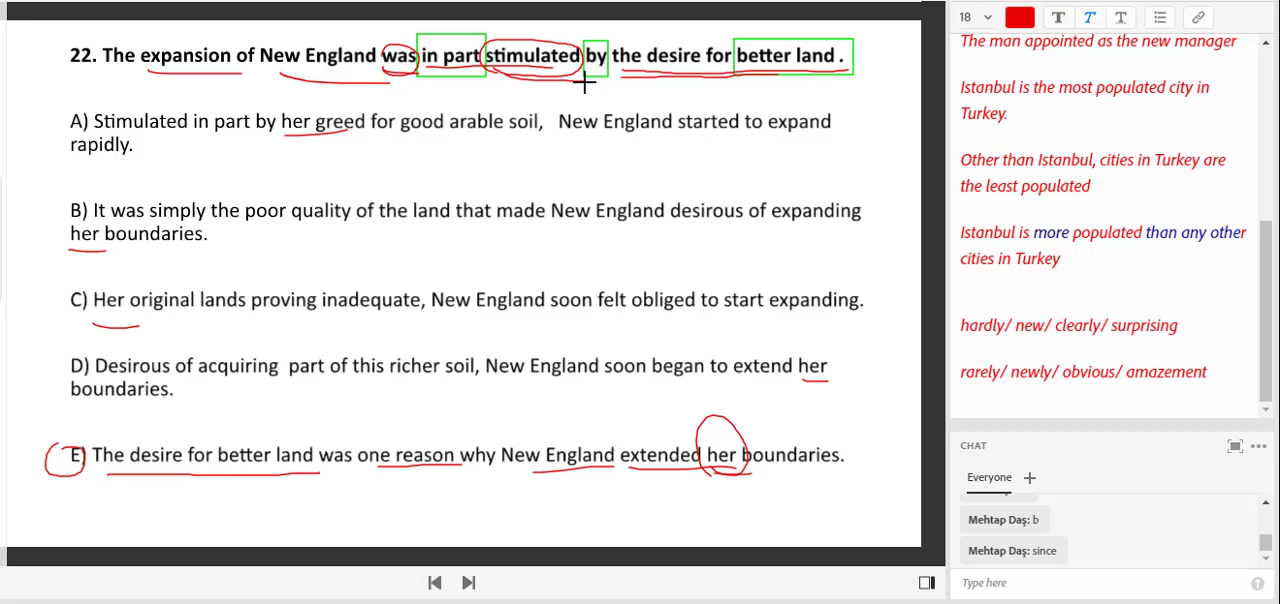 22. The expansion of New England was in part stimulated by the desire for better land .
A) Stimulated in part by her greed for good arable soil, New England started to expand
rapidly.
B) It was simply the poor quality of the land that made New England desirous of expanding
her boundaries.
C) Her original lands proving inadequate, New England soon felt obliged to start expanding.
D) Desirous of acquiring part of this richer soil, New England soon began to extend her
boundaries.
E) The desire for better land was one reason why New England extended her boundaries.
18
The man appointed as the new manager
Istanbul is the most populated city in
Turkey.
Other than Istanbul, cities in Turkey are
the least populated
Istanbul is more populated than any other
cities in Turkey
hardly/ new/ clearly/ surprising
rarely/ newly/ obvious/ amazement
CHAT
Everyone
Mehtap Daş: b
Mehtap Daş: since
Type here